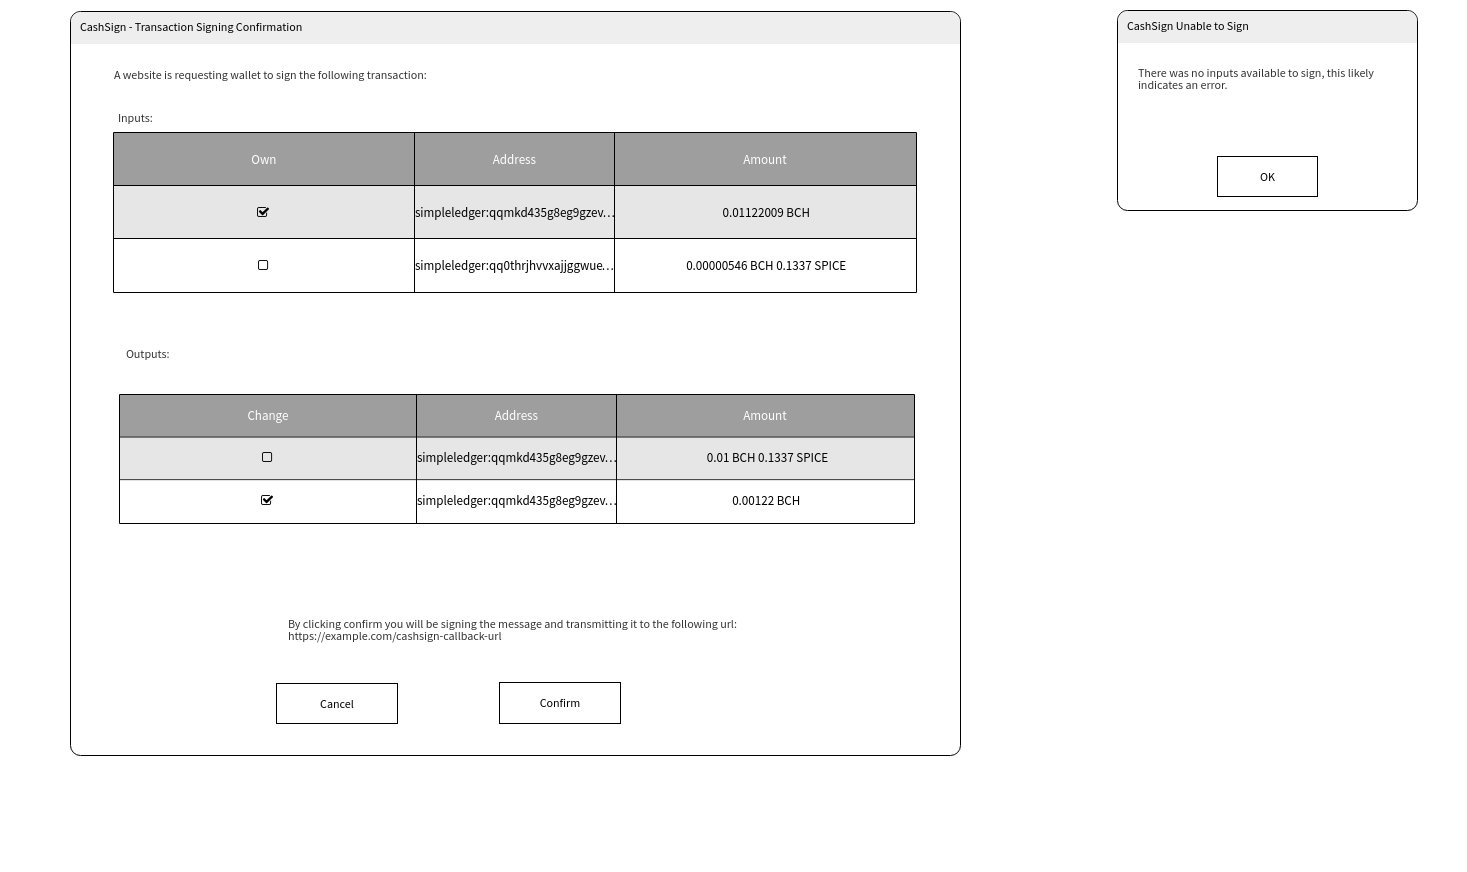 CashSign - Transaction Signing Confirmation
A website is requesting wallet to sign the following transaction:
Inputs:
Own Address Amount
simpleledger:qqmkd435g8eg9gzev... 0.01122009 BCH
simpleledger:qq0thrjhvvxajjggwue... 0.00000546 BCH 0.1337 SPICE
Outputs:
Change Address Amount
simpleledger:qqmkd435g8eg9gzev... 0.01 BCH 0.1337 SPICE
simpleledger:qqmkd435g8eg9gzev... 0.00122 BCH
By clicking confirm you will be signing the message and transmitting it to the following url:
https://example.com/cashsign-callback-url
Cancel Confirm
CashSign Unable to Sign
There was no inputs available to sign, this likely
indicates an error.
OK